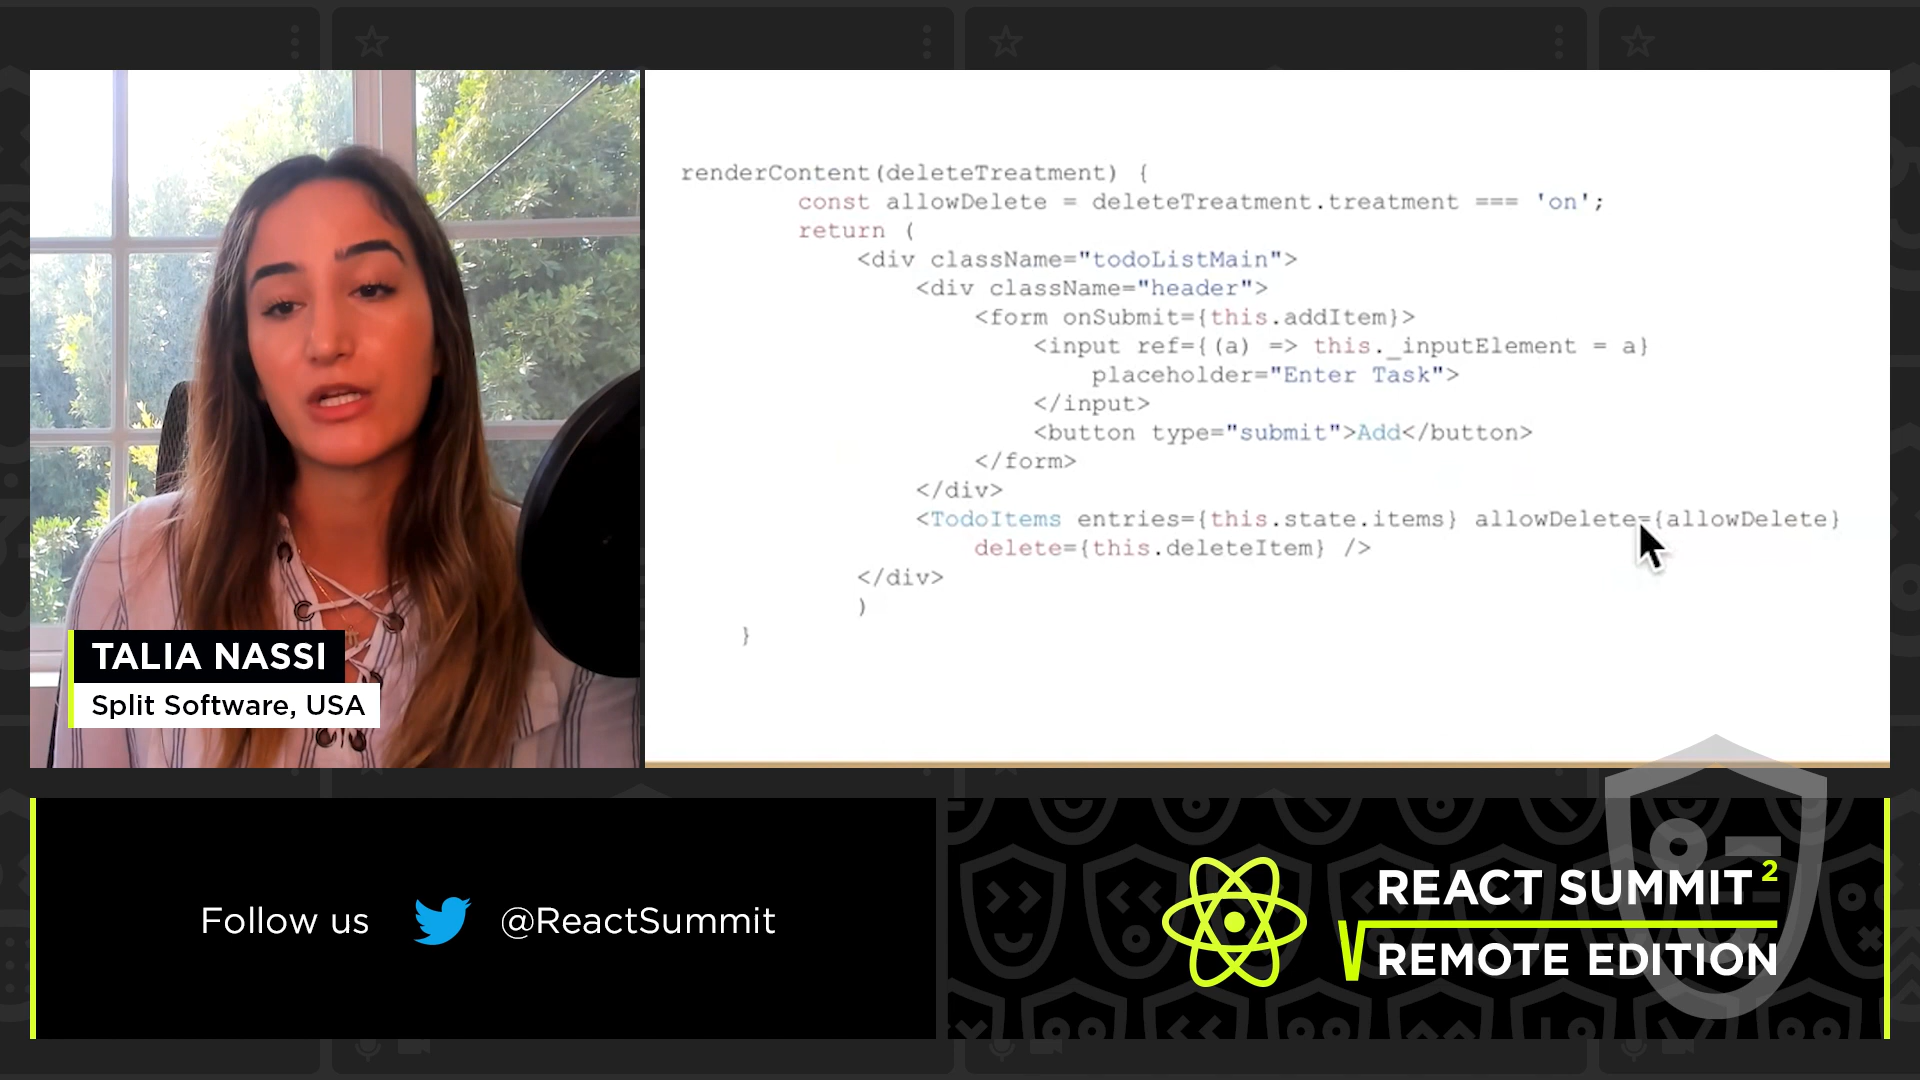 renderContent(deleteTreatment) {
const allowDelete = deleteTreatment.treatment === 'on';
return (
<div className="todoListMain">
<div className="header">
<form onSubmit={this.addItem}>
<input ref={(a) => this._inputElement = a}
placeholder="Enter Task">
</input>
<button type="submit">Add</button>
</form>
</div>
<TodoItems entries={this.state.items} allowDelete={allowDelete}
delete={this.deleteItem} />
</div>
)
}
TALIA NASSI
Split Software, USA
Follow us @ReactSummit
REACT SUMMIT 2
REMOTE EDITION